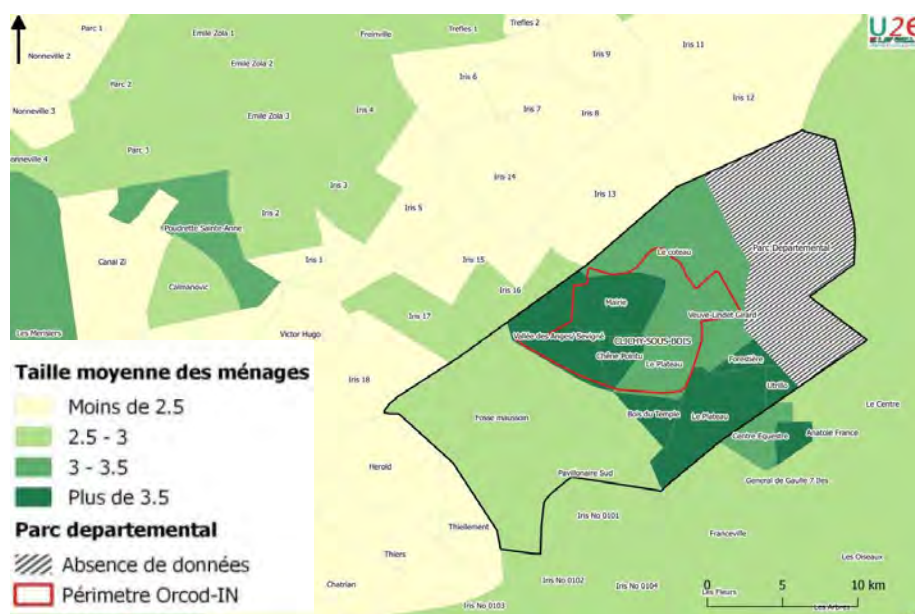 Parc 1
Emile Zola 1
Freinville
Trefles 1
Trefles 2
U2e
Nonneville 2
Emile Zola 2
Iris 9
Iris 11
Parc 2
Iris 6
Nonneville 3
Emile Zola 3
Iris 4
Iris 7
Iris 8
Iris 12
Parc 3
onneville 4
Iris 3
Iris 14
Iris 13
Iris 2
Iris 5
Poudrette Sainte-Anne
Parc Departemental
Canal Zi
Iris 1
Iris 15
Le coteau
Calmanovic
Iris 16
Mairie
Les Merisiers
Victor Hugo
Iris 17
Veuve-Lindet Girard
Vallée des Anges/ Sévigné
CLICHY-SOUS-BOIS
Chêne Pointu
Le Plateau
Forestière
Iris 18
Utrillo
Le Centre
Fosse maussoin
Bois du Temple
Le Plateau
Centre Equestre
Anatole France
Herold
Pavillonaire Sud
General de Gaulle 7 Iles
Iris No 0101
Thiellement
Franceville
Thiers
Les Oiseaux
Chatrian
Iris No 0102
Iris No 0104
Les Fleurs
Iris No 0103
Les Arbres
0 5 10 km
Taille moyenne des ménages
Moins de 2.5
2.5 - 3
3 - 3.5
Plus de 3.5
Parc departemental
Absence de données
Périmetre Orcod-IN